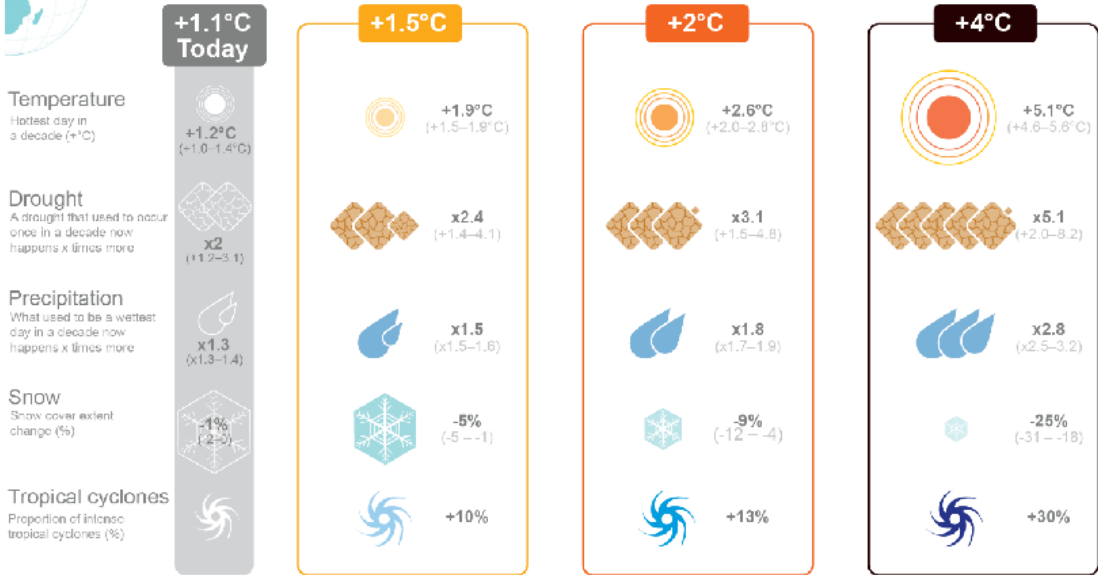 +1.1°C
Today
+1.5°C
+2°C
+4°C
Temperature
Hottest day in
a decade (+°C)
+1.2°C
(+1.0–1.4°C)
+1.9°C
(+1.5–1.9°C)
+2.6°C
(+2.0–2.8°C)
+5.1°C
(+4.6–5.6°C)
Drought
A drought that used to occur
once in a decade now
happens x times more
x2
(+1.2–3.1)
x2.4
(+1.4–4.1)
x3.1
(+1.5–4.8)
x5.1
(+2.0–8.2)
Precipitation
What used to be a wettest
day in a decade now
happens x times more
x1.3
(x1.3–1.4)
x1.5
(x1.5–1.6)
x1.8
(x1.7–1.9)
x2.8
(x2.5–3.2)
Snow
Snow cover extent
change (%)
-1%
-5%
(-5 – -1)
-9%
(-12 – -4)
-25%
(-31 – -18)
Tropical cyclones
Proportion of intense
tropical cyclones (%)
+10%
+13%
+30%